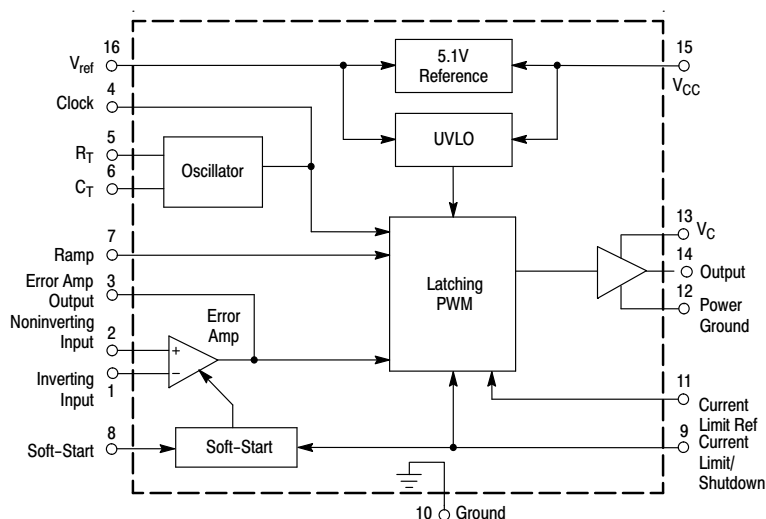 16
Vref
4
Clock
5
RT
6
CT
7
Ramp
3
Error Amp
Output
Noninverting
Input
2
Inverting
Input
1
8
Soft-Start
5.1V
Reference
UVLO
Oscillator
Latching
PWM
Error
Amp
+
−
Soft-Start
15
VCC
13
VC
14
Output
12
Power
Ground
11
Current
Limit Ref
9
Current
Limit/
Shutdown
10
Ground